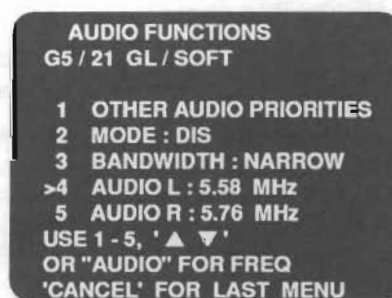 AUDIO FUNCTIONS
G5 / 21 GL / SOFT
1 OTHER AUDIO PRIORITIES
2 MODE : DIS
3 BANDWIDTH : NARROW
>4 AUDIO L : 5.58 MHz
5 AUDIO R : 5.76 MHz
USE 1 - 5, ' ▲ ▼ '
OR "AUDIO" FOR FREQ
'CANCEL' FOR LAST MENU